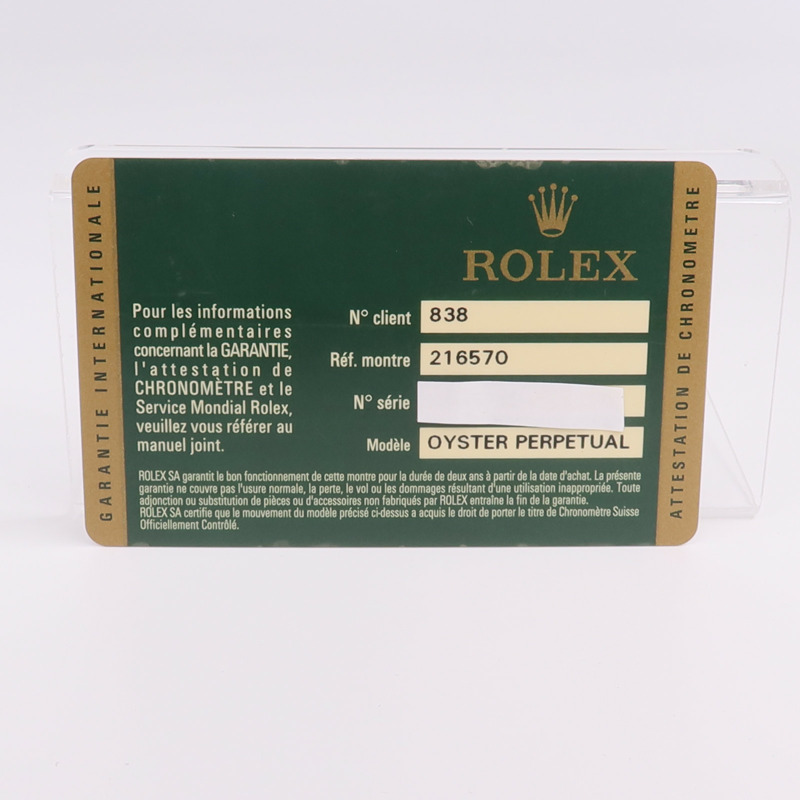 GARANTIE INTERNATIONALE
ROLEX
Pour les informations
complémentaires
concernant la GARANTIE,
l'attestation de
CHRONOMÈTRE et le
Service Mondial Rolex,
veuillez vous référer au
manuel joint.
N° client 838
Réf. montre 216570
N° série
Modèle OYSTER PERPETUAL
ROLEX SA garantit le bon fonctionnement de cette montre pour la durée de deux ans à partir de la date d'achat. La présente
garantie ne couvre pas l'usure normale, la perte, le vol ou les dommages résultant d'une utilisation inappropriée. Toute
adjonction ou substitution de pièces ou d'accessoires non fabriqués par ROLEX entraîne la fin de la garantie.
ROLEX SA certifie que le mouvement du modèle précisé ci-dessus a acquis le droit de porter le titre de Chronomètre Suisse
Officiellement Contrôlé.
ATTESTATION DE CHRONOMETRE